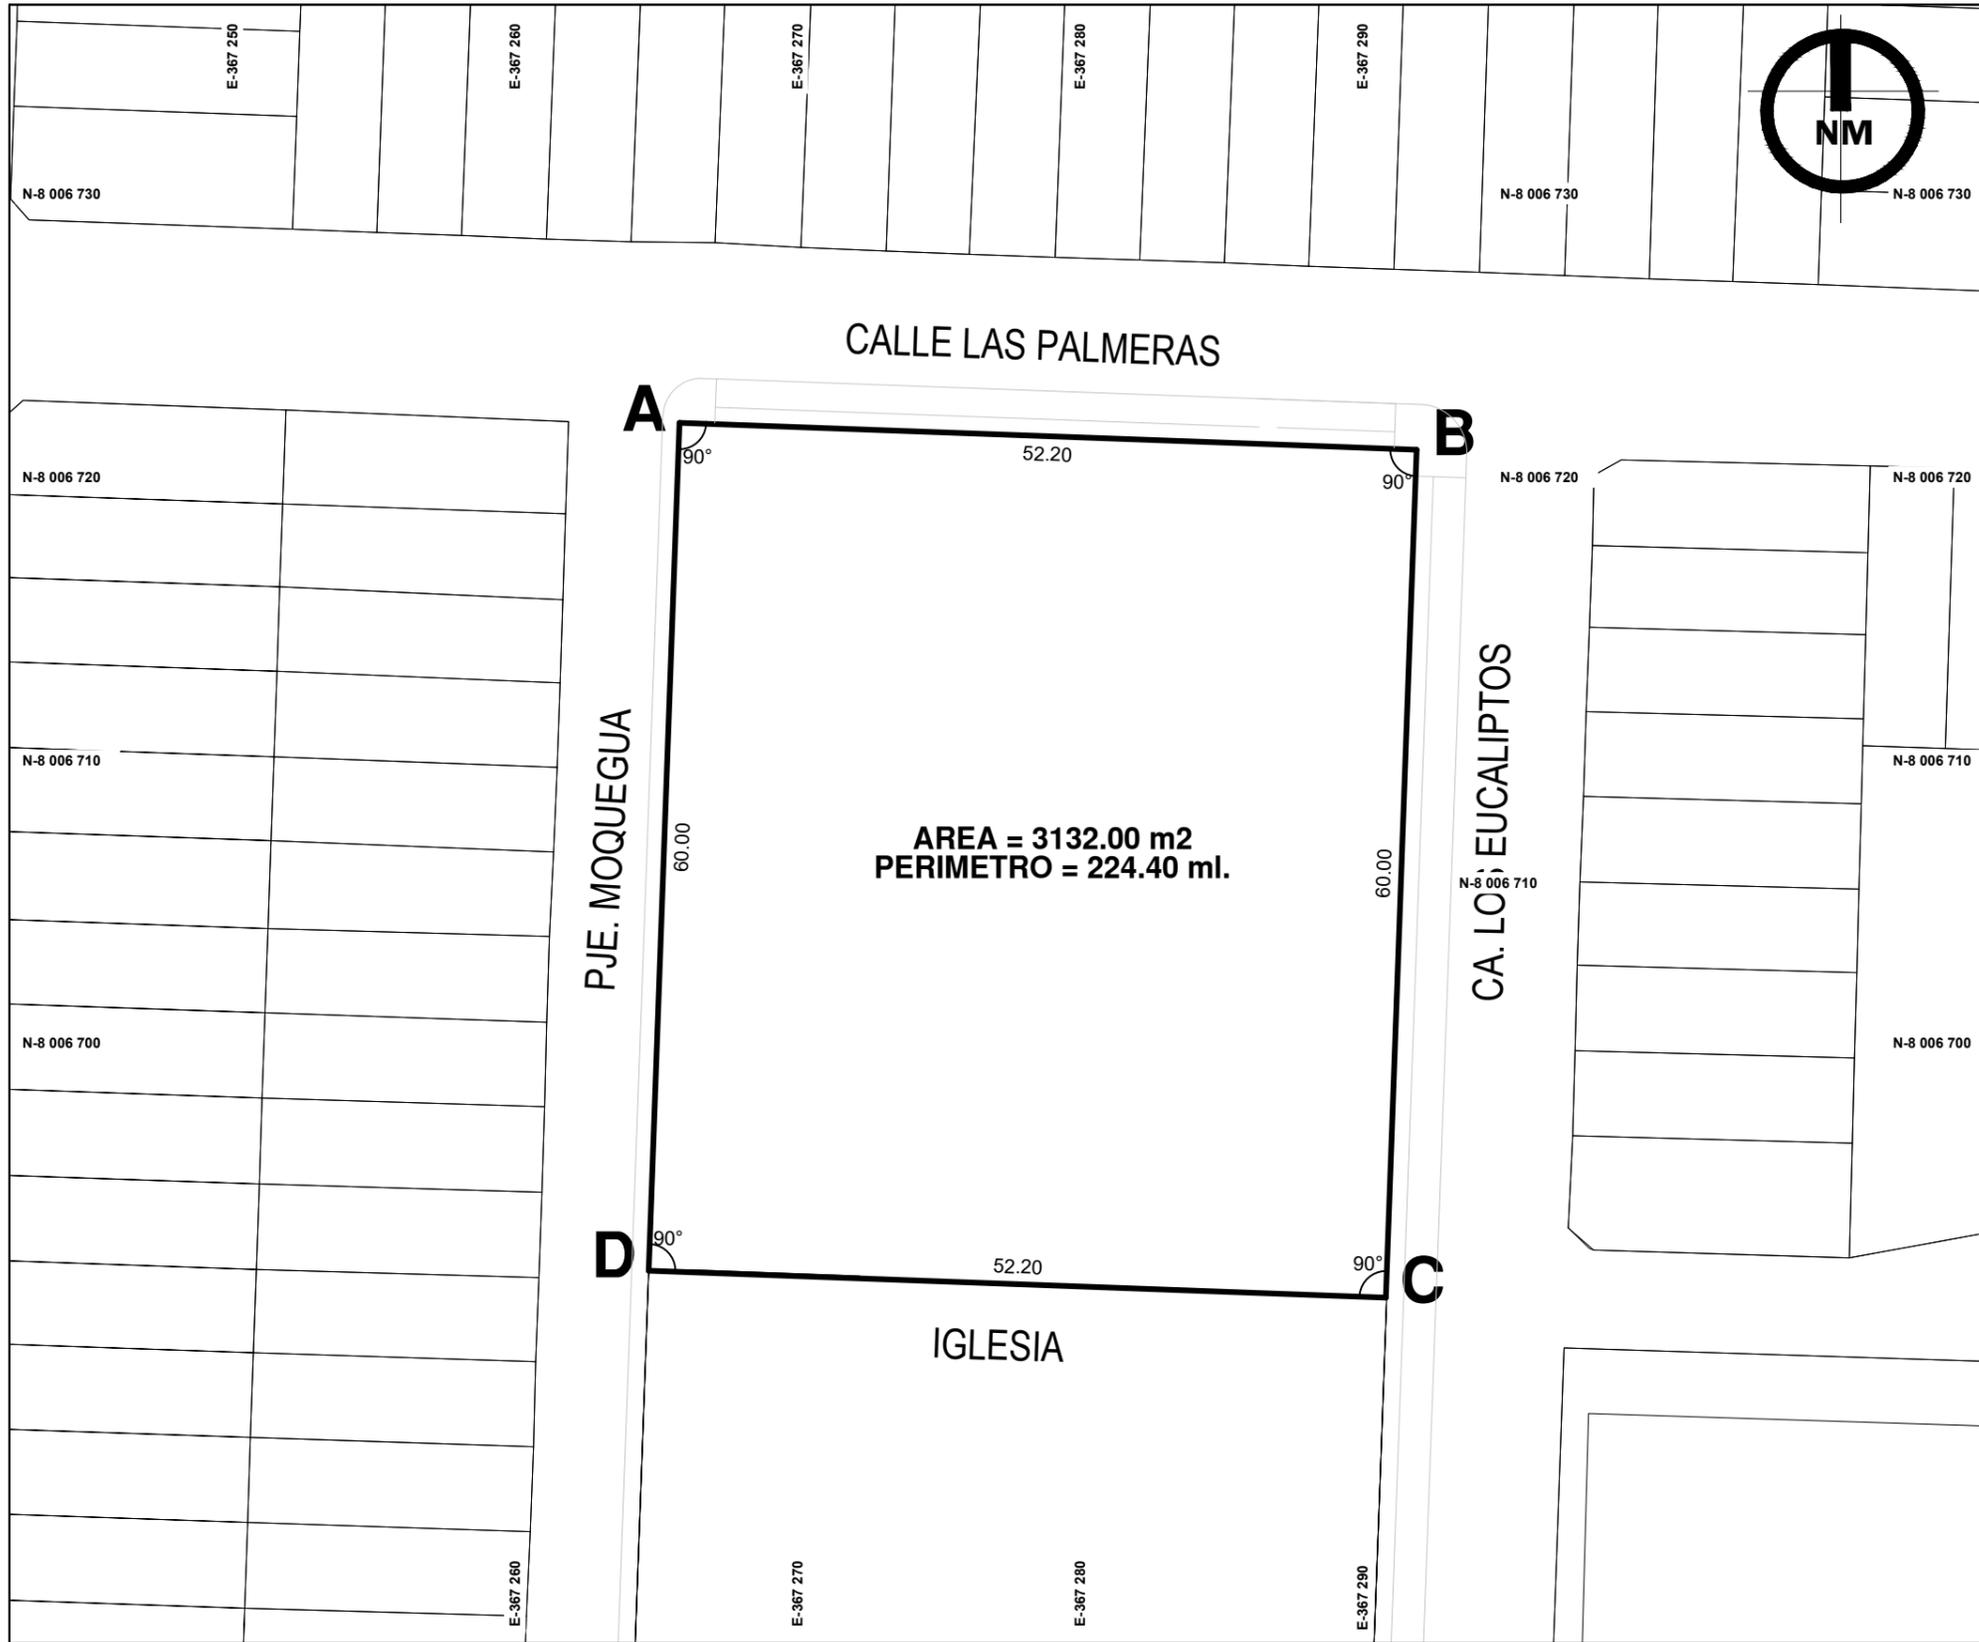 E-367 250
E-367 260
E-367 270
E-367 280
E-367 290
NM
N-8 006 730
N-8 006 730
N-8 006 730
CALLE LAS PALMERAS
A
B
90°
52.20
90°
N-8 006 720
N-8 006 720
N-8 006 720
PJE. MOQUEGUA
60.00
AREA = 3132.00 m2
PERIMETRO = 224.40 ml.
60.00
CA. LOS EUCALIPTOS
N-8 006 710
N-8 006 710
N-8 006 710
N-8 006 700
N-8 006 700
D
90°
52.20
90°
C
IGLESIA
E-367 260
E-367 270
E-367 280
E-367 290